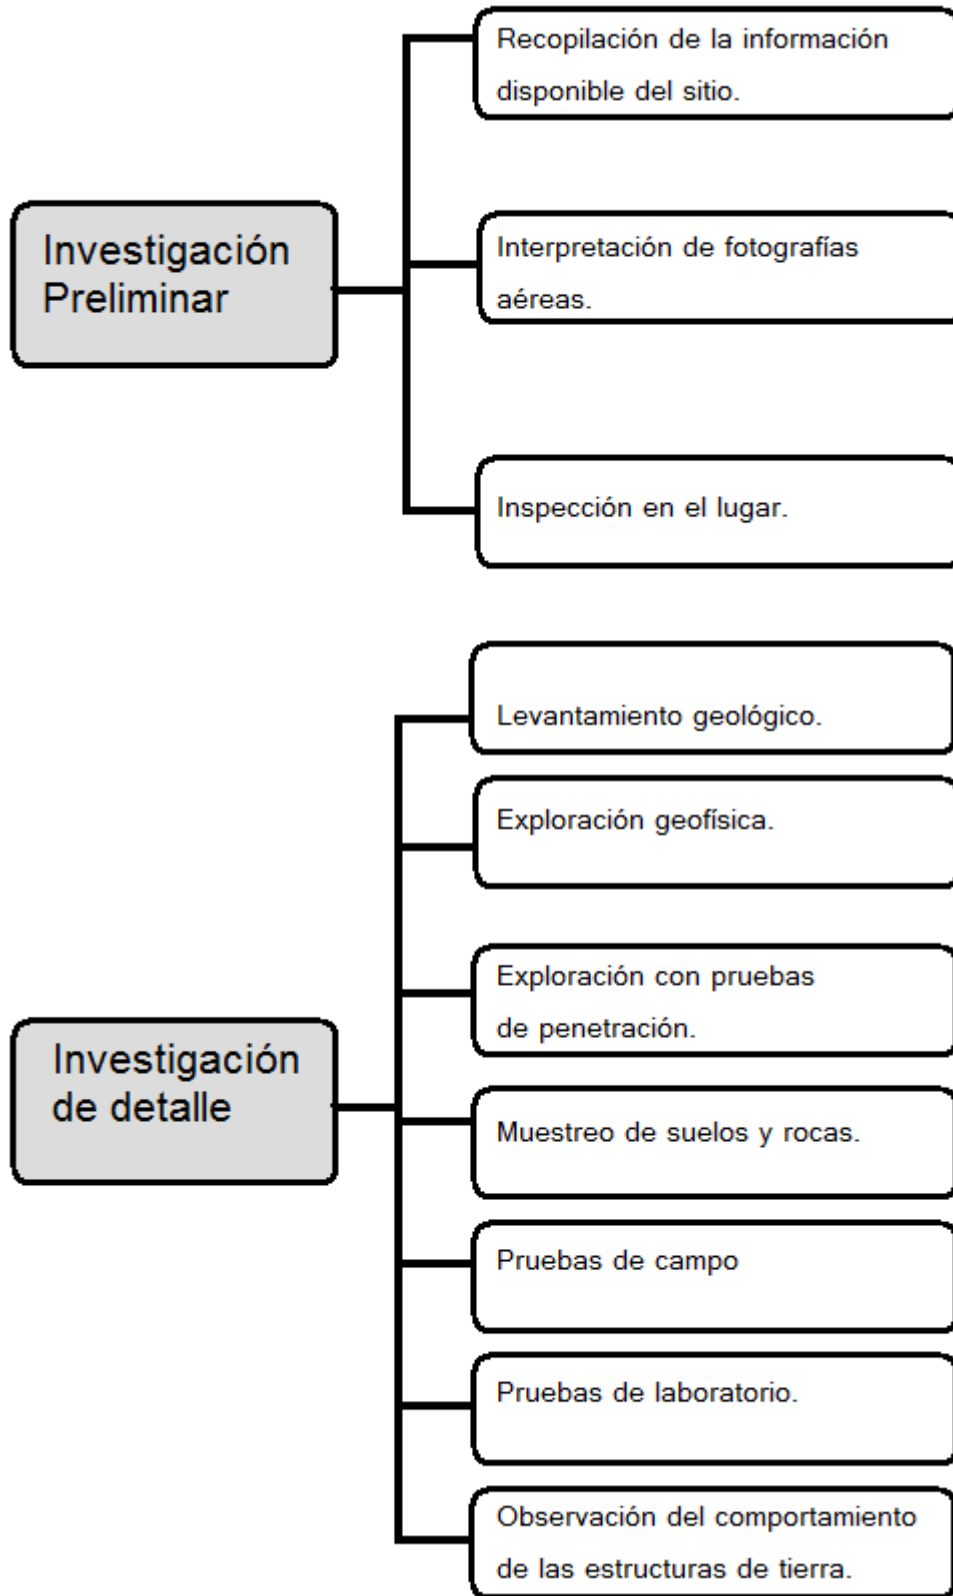 Recopilación de la información
disponible del sitio.
Investigación
Preliminar
Interpretación de fotografías
aéreas.
Inspección en el lugar.
Levantamiento geológico.
Exploración geofísica.
Exploración con pruebas
de penetración.
Investigación
de detalle
Muestreo de suelos y rocas.
Pruebas de campo
Pruebas de laboratorio.
Observación del comportamiento
de las estructuras de tierra.